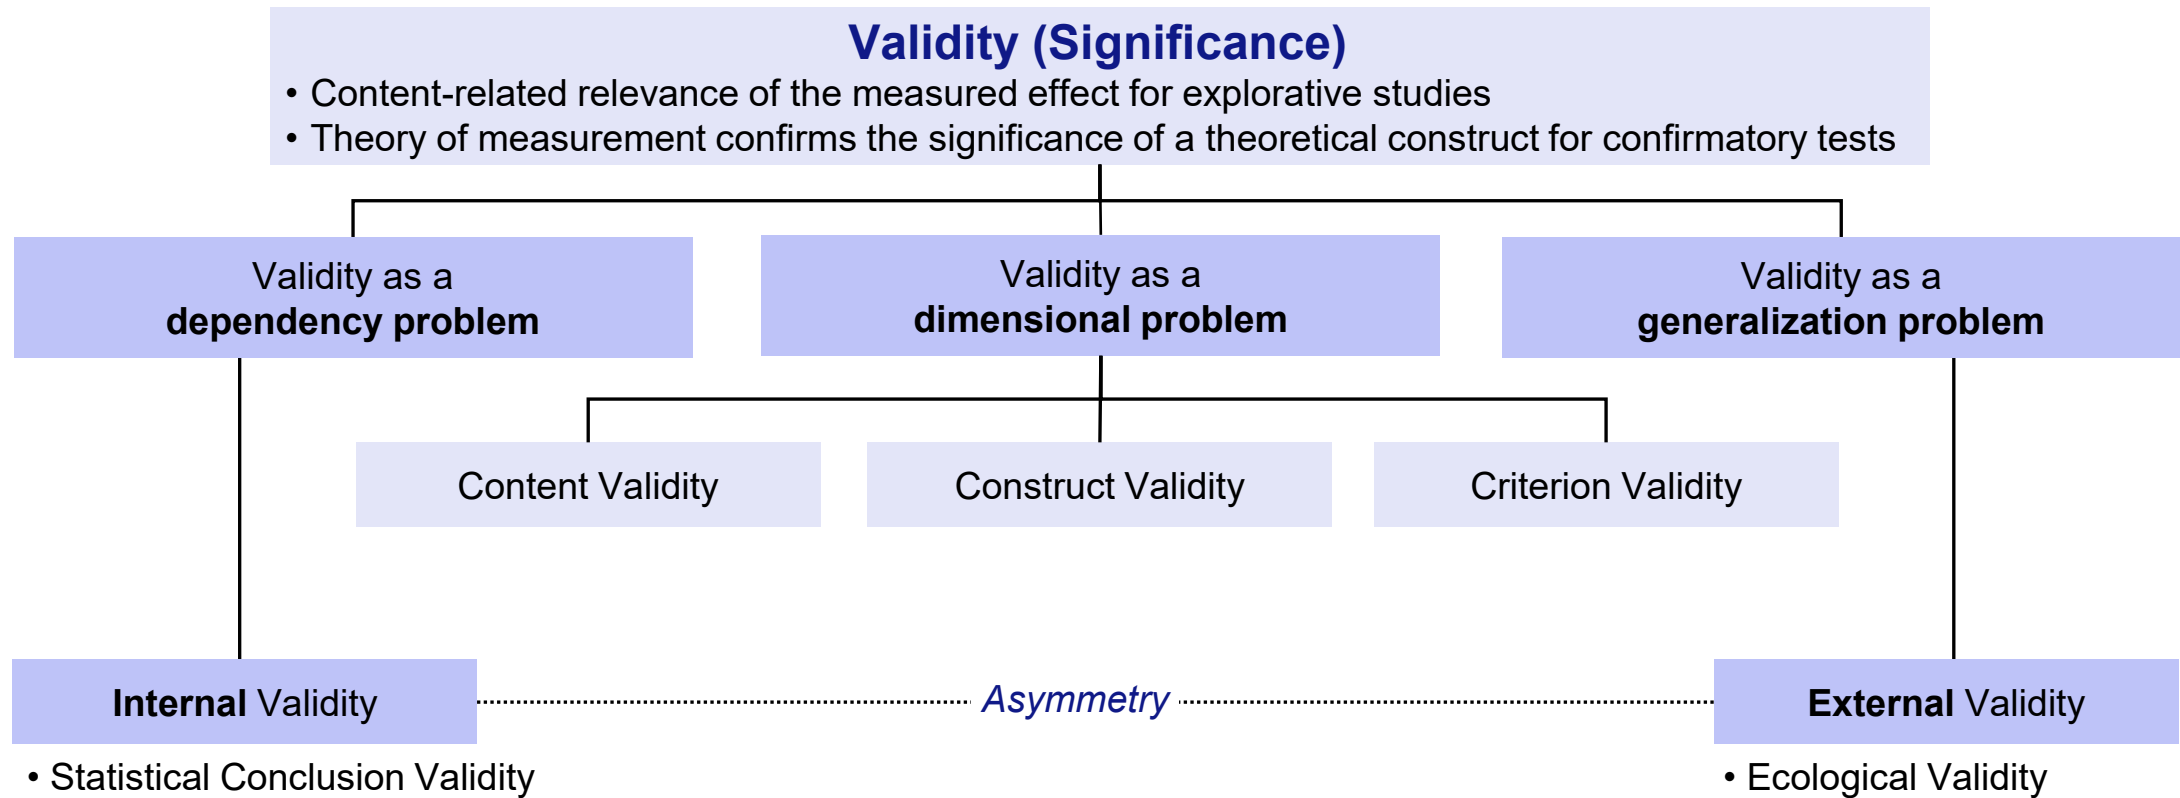 Validity (Significance)
• Content-related relevance of the measured effect for explorative studies
• Theory of measurement confirms the significance of a theoretical construct for confirmatory tests
Validity as a
dependency problem
Validity as a
dimensional problem
Validity as a
generalization problem
Content Validity
Construct Validity
Criterion Validity
Internal Validity
Asymmetry
External Validity
• Statistical Conclusion Validity
• Ecological Validity